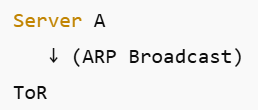 Server A
↓ (ARP Broadcast)
ToR